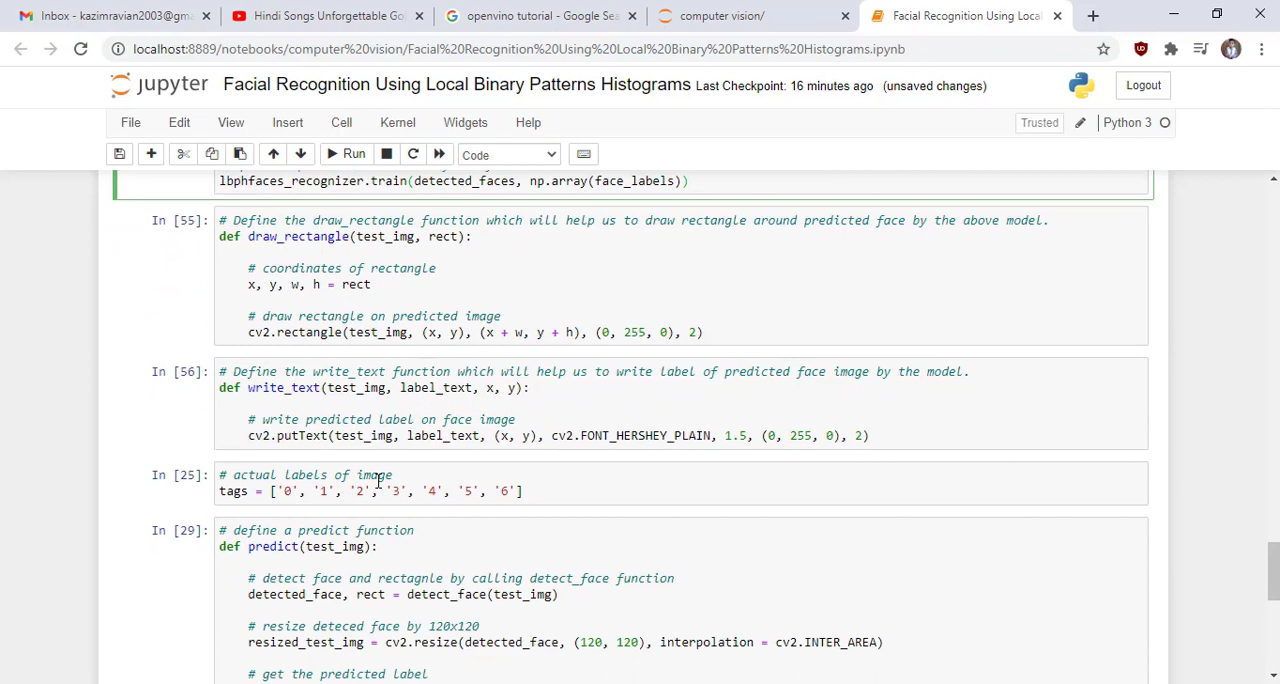 Inbox - kazimravian2003@gma
Hindi Songs Unforgettable Go
openvino tutorial - Google Sea
computer vision/
Facial Recognition Using Local
localhost:8889/notebooks/computer%20vision/Facial%20Recognition%20Using%20Local%20Binary%20Patterns%20Histograms.ipynb
jupyter Facial Recognition Using Local Binary Patterns Histograms Last Checkpoint: 16 minutes ago (unsaved changes) Logout
File Edit View Insert Cell Kernel Widgets Help Trusted Python 3
Run Code
lbphfaces_recognizer.train(detected_faces, np.array(face_labels))
In [55]: # Define the draw_rectangle function which will help us to draw rectangle around predicted face by the above model.
def draw_rectangle(test_img, rect):
# coordinates of rectangle
x, y, w, h = rect
# draw rectangle on predicted image
cv2.rectangle(test_img, (x, y), (x + w, y + h), (0, 255, 0), 2)
In [56]: # Define the write_text function which will help us to write label of predicted face image by the model.
def write_text(test_img, label_text, x, y):
# write predicted label on face image
cv2.putText(test_img, label_text, (x, y), cv2.FONT_HERSHEY_PLAIN, 1.5, (0, 255, 0), 2)
In [25]: # actual labels of image
tags = ['0', '1', '2', '3', '4', '5', '6']
In [29]: # define a predict function
def predict(test_img):
# detect face and rectagnle by calling detect_face function
detected_face, rect = detect_face(test_img)
# resize deteced face by 120x120
resized_test_img = cv2.resize(detected_face, (120, 120), interpolation = cv2.INTER_AREA)
# get the predicted label